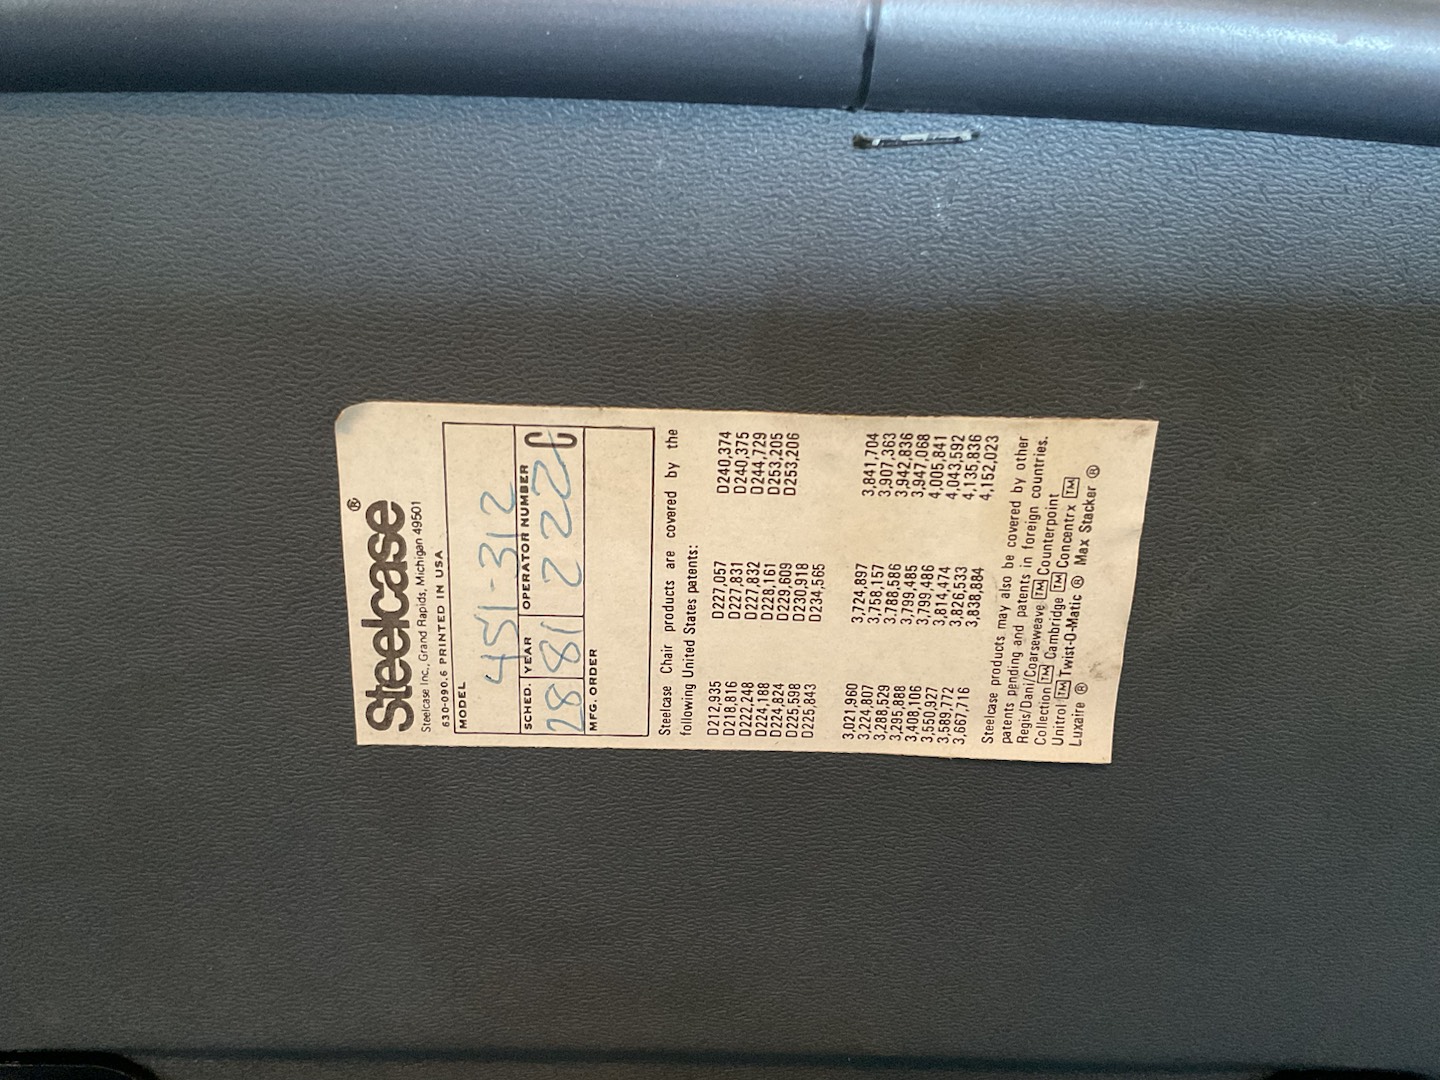 Steelcase®
Steelcase Inc., Grand Rapids, Michigan 49501
630-090.6 PRINTED IN USA
MODEL
451-312
SCHED. YEAR OPERATOR NUMBER
28 81 222 C
MFG. ORDER
Steelcase Chair products are covered by the
following United States patents:
D212,935 D227,057 D240,374
D218,816 D227,831 D240,375
D222,248 D227,832 D244,729
D224,188 D228,161 D253,205
D224,824 D229,609 D253,206
D225,598 D230,918
D225,843 D234,565
3,021,960 3,724,897 3,841,704
3,224,807 3,758,157 3,907,363
3,288,529 3,788,586 3,942,836
3,295,888 3,799,485 3,947,068
3,408,106 3,799,486 4,005,841
3,550,927 3,814,474 4,043,592
3,589,772 3,826,533 4,135,836
3,667,716 3,838,884 4,152,023
Steelcase products may also be covered by other
patents pending and patents in foreign countries.
Regis/Dani/Coarseweave TM Counterpoint
Collection TM Cambridge TM Concentrx TM
Unitrol TM Twist-O-Matic ® Max Stacker ®
Luxaire ®